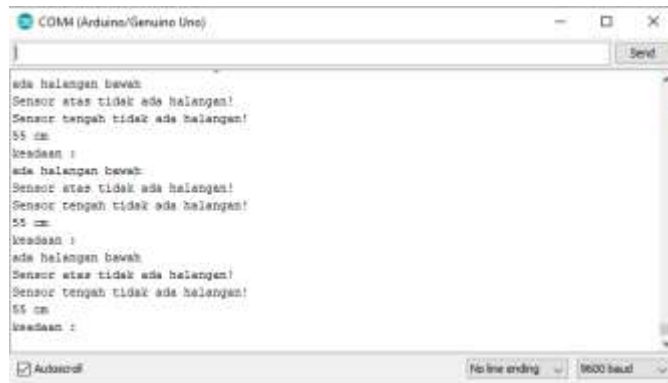 COM4 (Arduino/Genuino Uno)
Send
ada halangan bawah
Sensor atas tidak ada halangan!
Sensor tengah tidak ada halangan!
55 cm
keadaan :
ada halangan bawah
Sensor atas tidak ada halangan!
Sensor tengah tidak ada halangan!
55 cm
keadaan :
ada halangan bawah
Sensor atas tidak ada halangan!
Sensor tengah tidak ada halangan!
55 cm
keadaan :
Autoscroll No line ending 9600 baud